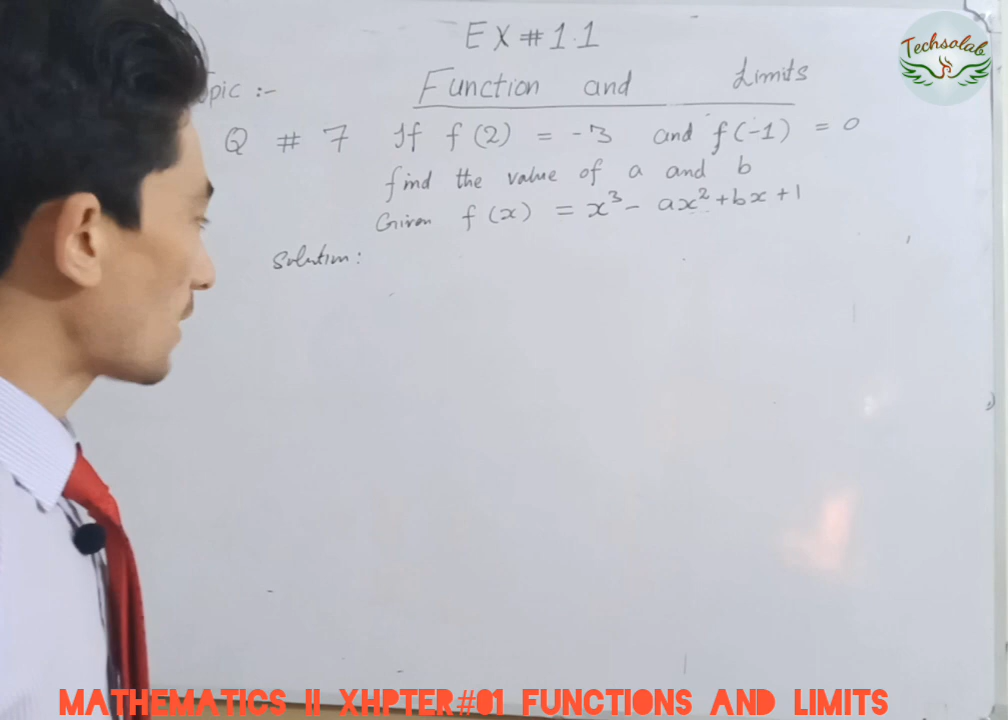 EX # 1.1
Techsolab
opic :-
Function and Limits
Q # 7 If f(2) = -3 and f(-1) = 0
find the value of a and b
Given f(x) = x³ - ax² + bx + 1
Solution:
MATHEMATICS II XHPTER#01 FUNCTIONS AND LIMITS